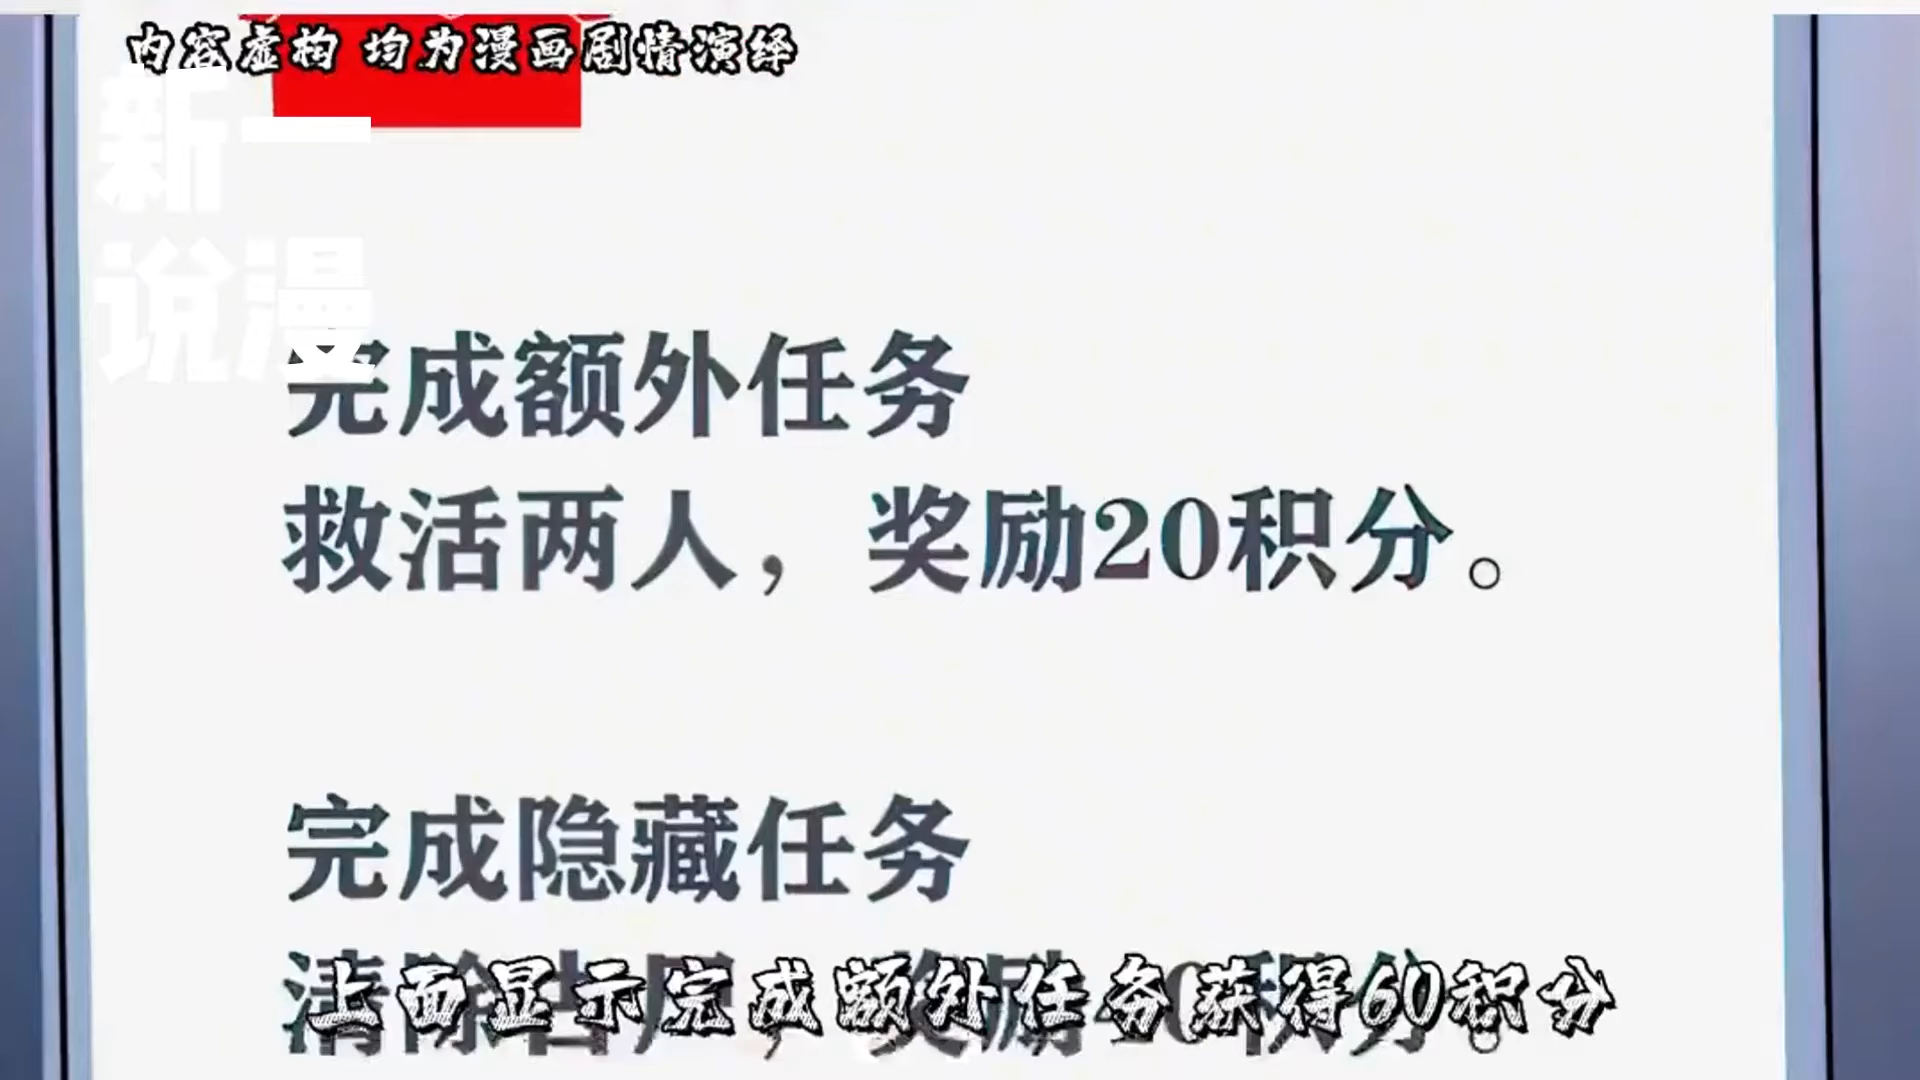 内容虚构 均为漫画剧情演绎
新一
说漫
完成额外任务
救活两人，奖励20积分。
完成隐藏任务
上面显示完成额外任务获得60积分